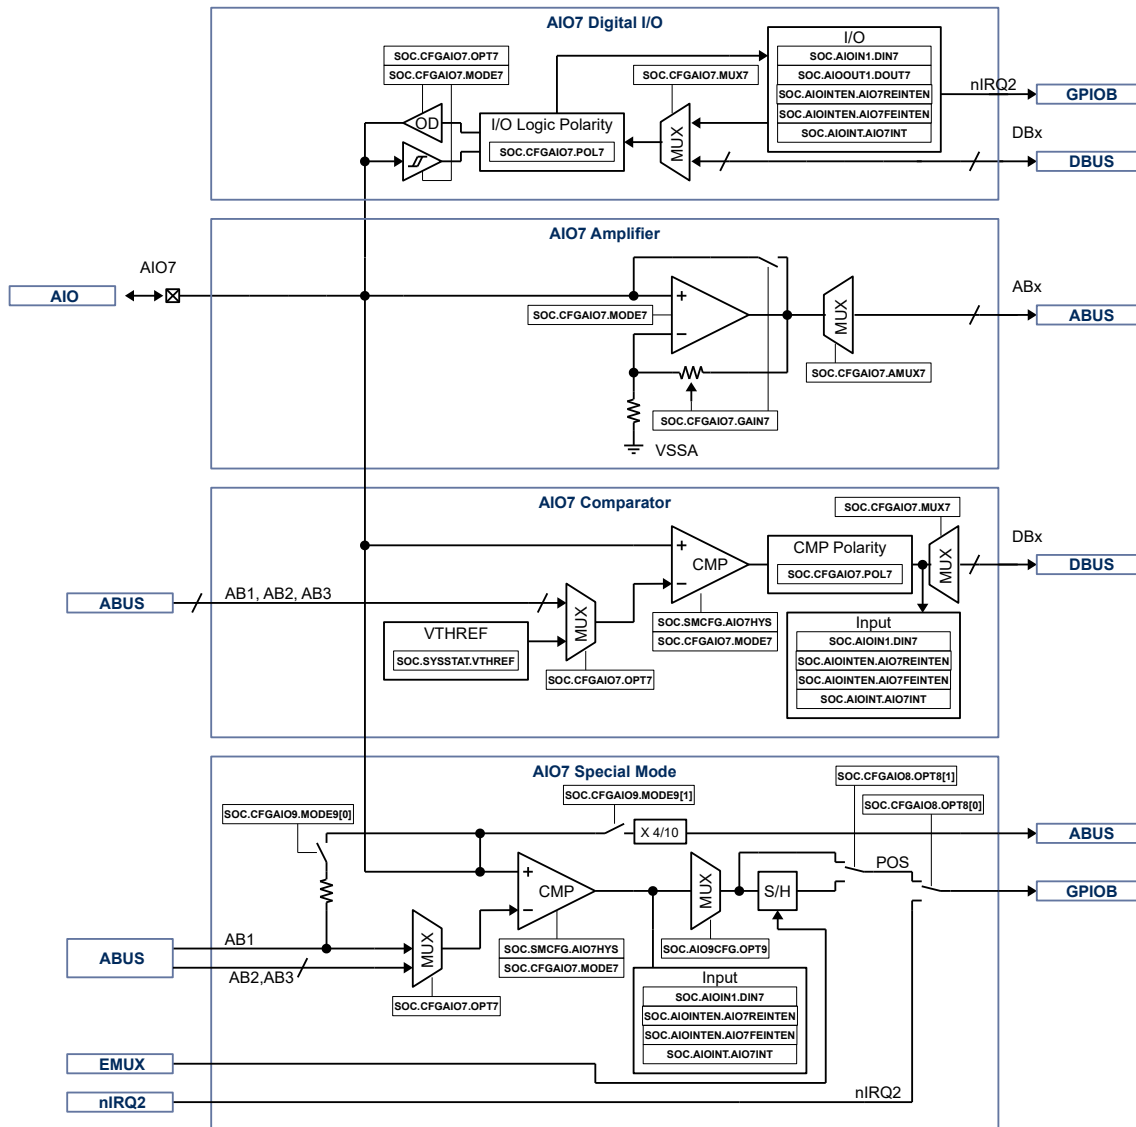 AIO7 Digital I/O
SOC.CFGAIO7.OPT7
SOC.CFGAIO7.MODE7
OD
I/O Logic Polarity
SOC.CFGAIO7.POL7
SOC.CFGAIO7.MUX7
MUX
I/O
SOC.AIOIN1.DIN7
SOC.AIOOUT1.DOUT7
SOC.AIOINTEN.AIO7REINTEN
SOC.AIOINTEN.AIO7FEINTEN
SOC.AIOINT.AIO7INT
nIRQ2
GPIOB
DBx
DBUS
AIO7 Amplifier
AIO
AIO7
SOC.CFGAIO7.MODE7
+
−
MUX
SOC.CFGAIO7.AMUX7
SOC.CFGAIO7.GAIN7
VSSA
ABx
ABUS
AIO7 Comparator
ABUS
AB1, AB2, AB3
VTHREF
SOC.SYSSTAT.VTHREF
MUX
SOC.CFGAIO7.OPT7
+
−
CMP
SOC.SMCFG.AIO7HYS
SOC.CFGAIO7.MODE7
CMP Polarity
SOC.CFGAIO7.POL7
SOC.CFGAIO7.MUX7
MUX
DBx
DBUS
Input
SOC.AIOIN1.DIN7
SOC.AIOINTEN.AIO7REINTEN
SOC.AIOINTEN.AIO7FEINTEN
SOC.AIOINT.AIO7INT
AIO7 Special Mode
SOC.CFGAIO9.MODE9[0]
SOC.CFGAIO9.MODE9[1]
SOC.CFGAIO8.OPT8[1]
SOC.CFGAIO8.OPT8[0]
X 4/10
ABUS
+
−
CMP
SOC.SMCFG.AIO7HYS
SOC.CFGAIO7.MODE7
MUX
SOC.AIO9CFG.OPT9
S/H
POS
GPIOB
ABUS
AB1
AB2,AB3
MUX
SOC.CFGAIO7.OPT7
Input
SOC.AIOIN1.DIN7
SOC.AIOINTEN.AIO7REINTEN
SOC.AIOINTEN.AIO7FEINTEN
SOC.AIOINT.AIO7INT
EMUX
nIRQ2
nIRQ2